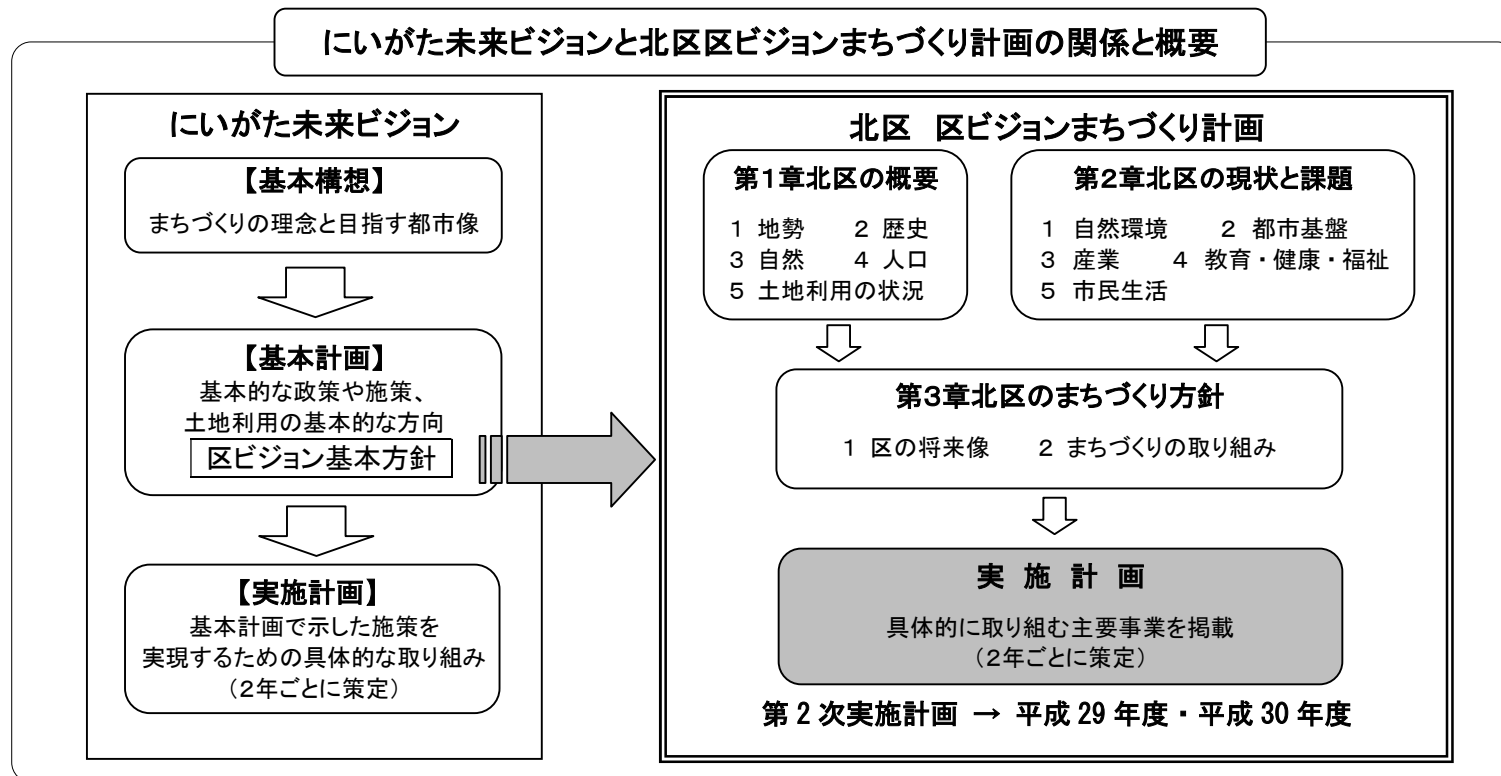 にいがた未来ビジョンと北区区ビジョンまちづくり計画の関係と概要
にいがた未来ビジョン
【基本構想】
まちづくりの理念と目指す都市像
【基本計画】
基本的な政策や施策、
土地利用の基本的な方向
区ビジョン基本方針
【実施計画】
基本計画で示した施策を
実現するための具体的な取り組み
（２年ごとに策定）
北区　区ビジョンまちづくり計画
第１章北区の概要
１ 地勢　　２ 歴史
３ 自然　　４ 人口
５ 土地利用の状況
第２章北区の現状と課題
１ 自然環境　　２ 都市基盤
３ 産業　　４ 教育・健康・福祉
５ 市民生活
第３章北区のまちづくり方針
１ 区の将来像　　２ まちづくりの取り組み
実 施 計 画
具体的に取り組む主要事業を掲載
（２年ごとに策定）
第 2 次実施計画 → 平成 29 年度・平成 30 年度